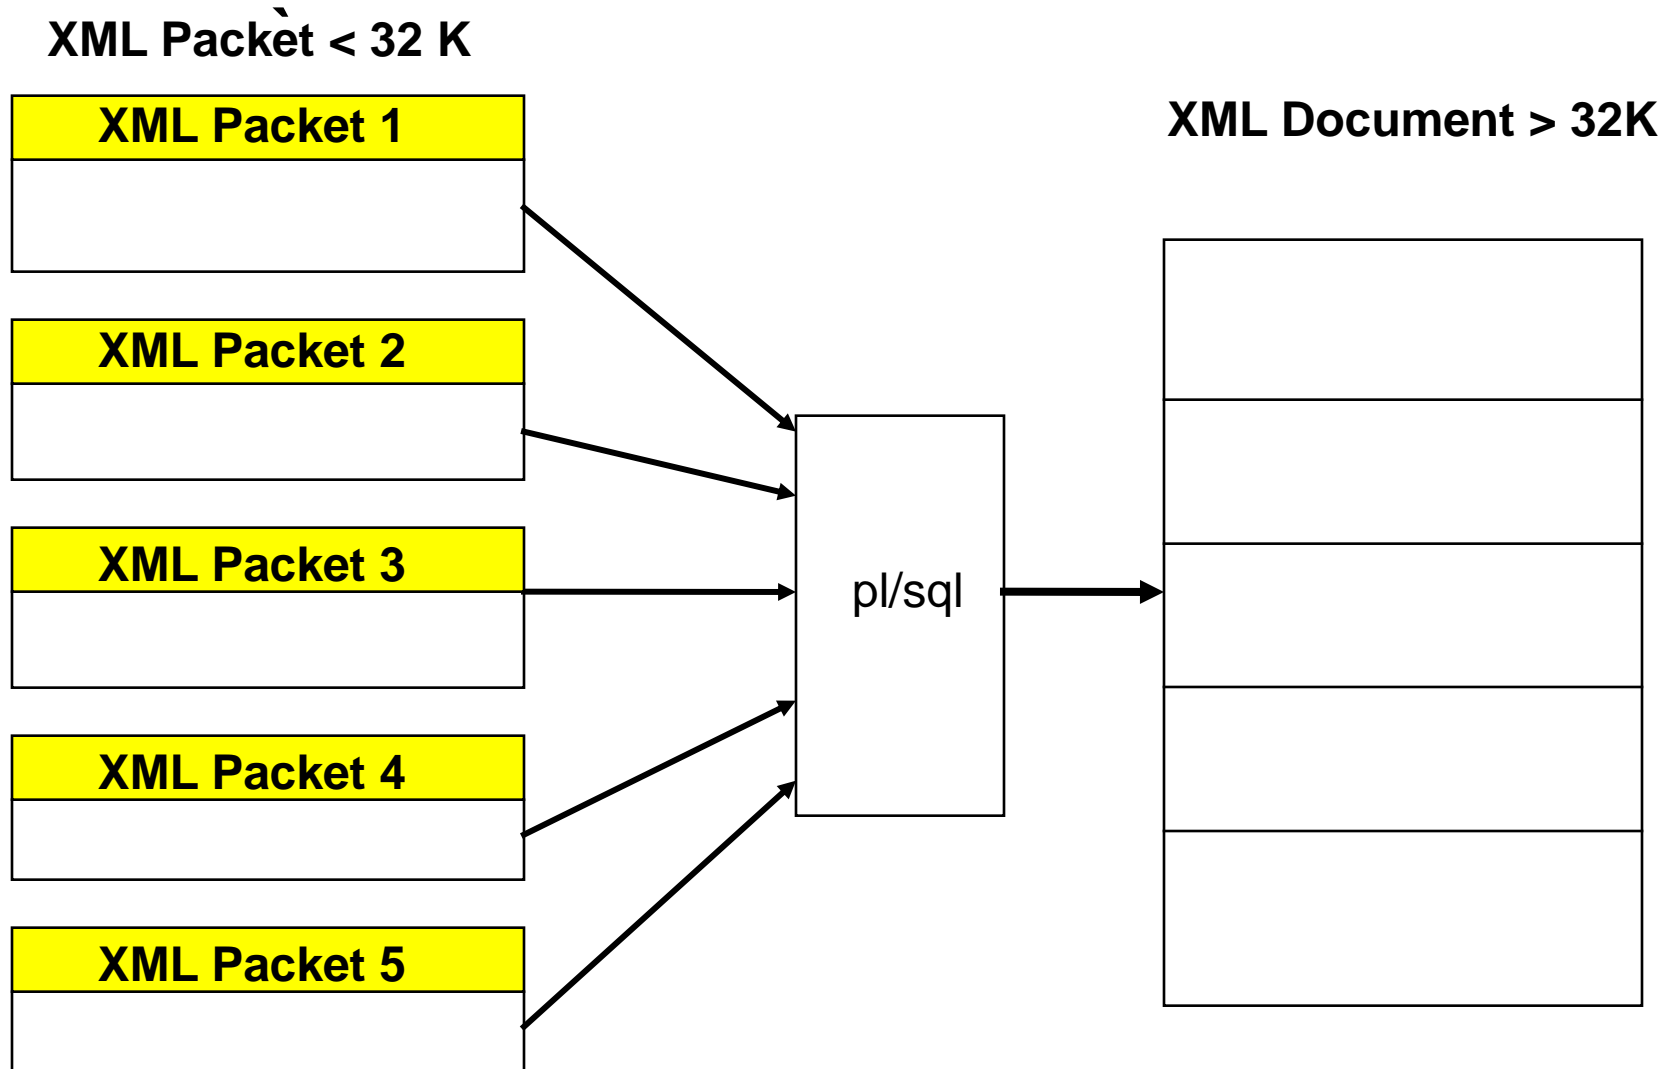 XML Packet < 32 K
`
XML Packet 1
XML Packet 2
XML Packet 3
XML Packet 4
XML Packet 5
pl/sql
XML Document > 32K